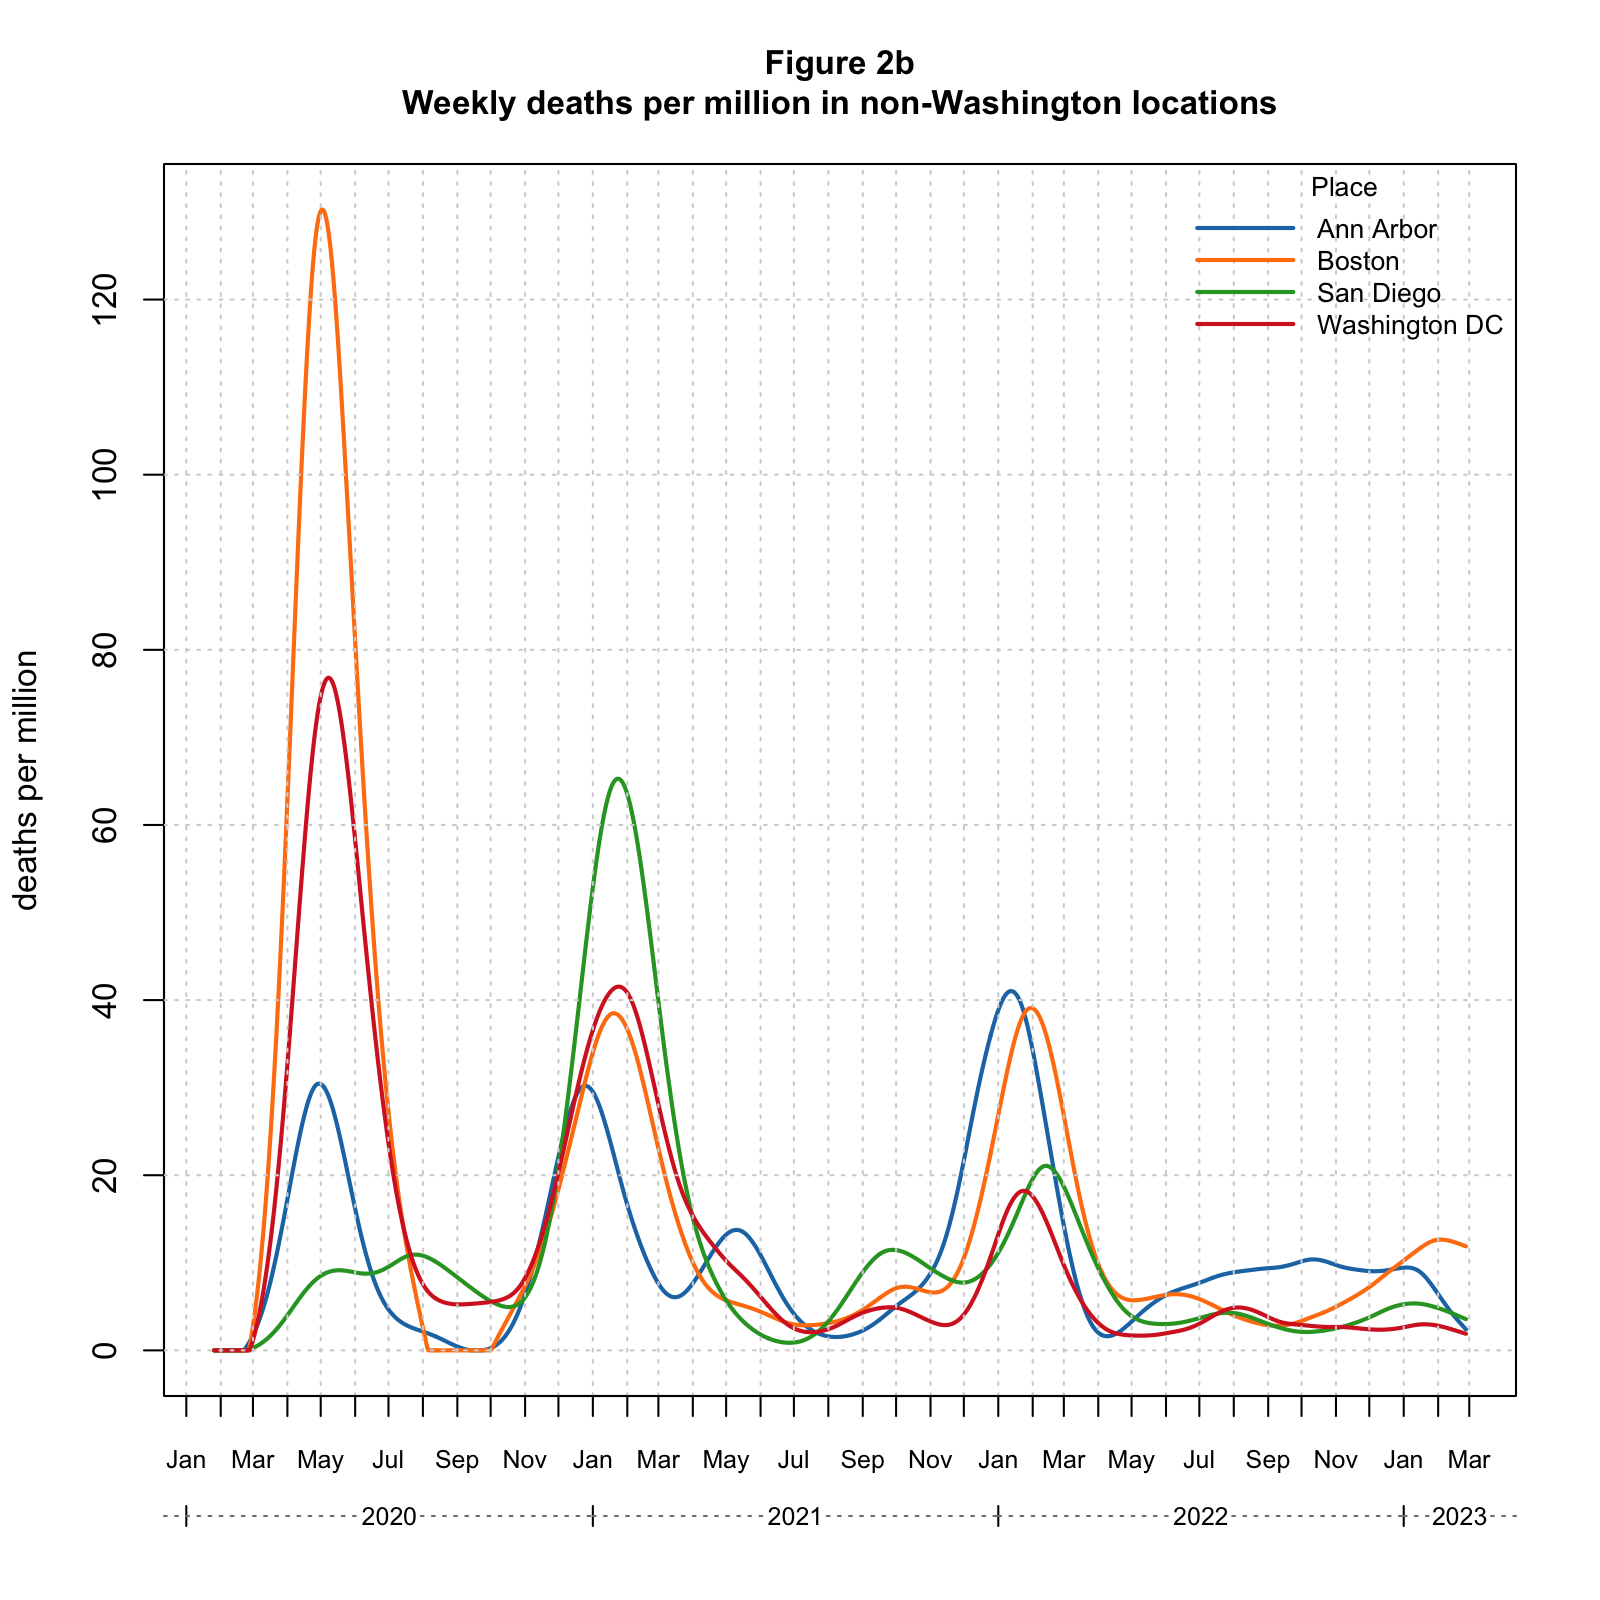 Figure 2b
Weekly deaths per million in non-Washington locations
Place
Ann Arbor
Boston
San Diego
Washington DC
deaths per million
120
100
80
60
40
20
0
Jan Mar May Jul Sep Nov Jan Mar May Jul Sep Nov Jan Mar May Jul Sep Nov Jan Mar
2020 2021 2022 2023